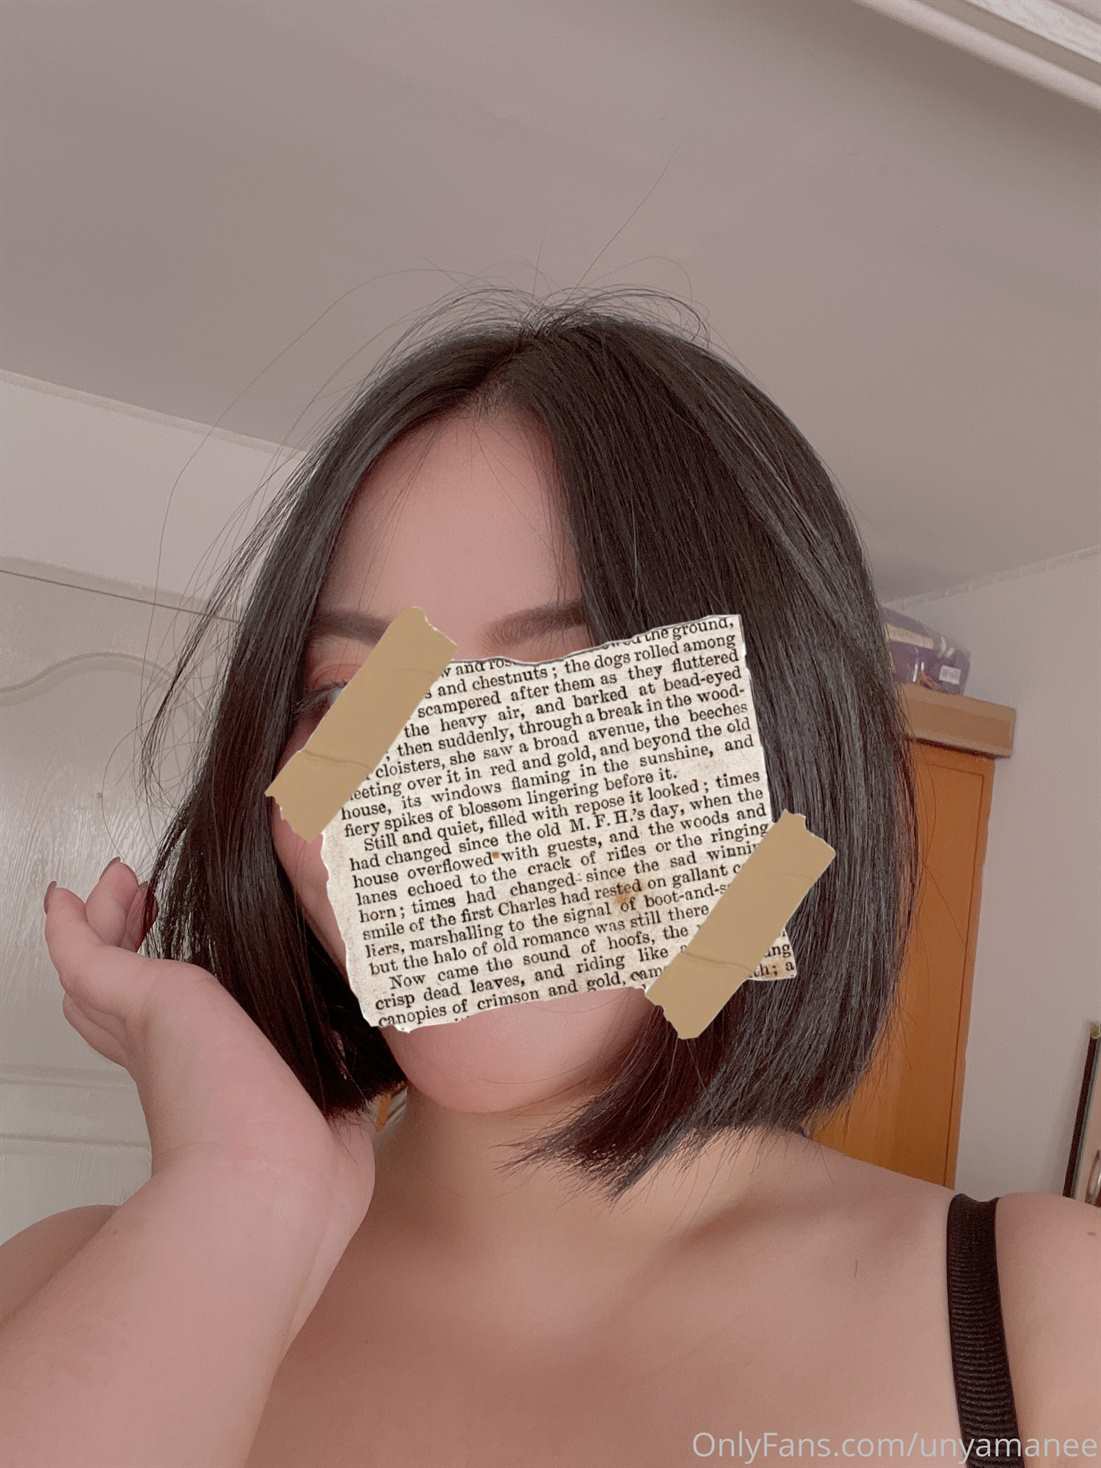 the ground,
and chestnuts; the dogs rolled among
scampered after them as they fluttered
the heavy air, and barked at bead-eyed
, then suddenly, through a break in the wood-
cloisters, she saw a broad avenue, the beeches
over it in red and gold, and beyond the old
house, its windows flaming in the sunshine, and
fiery spikes of blossom lingering before it.
Still and quiet, filled with repose it looked; times
had changed since the old M. F. H.'s day, when the
house overflowed with guests, and the woods and
lanes echoed to the crack of rifles or the ringing
horn; times had changed since the sad
smile of the first Charles had rested on gallant
liers, marshalling to the signal of boot-and-
but the halo of old romance was still there
Now came the sound of hoofs, the
crisp dead leaves, and riding like
canopies of crimson and gold, a
OnlyFans.com/unyamanee